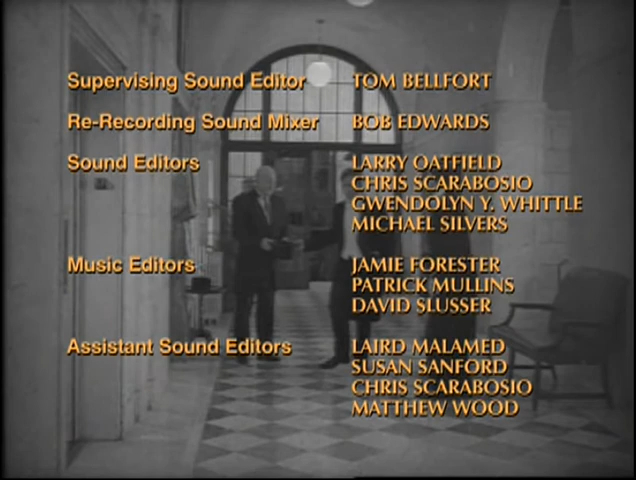 Supervising Sound Editor TOM BELLFORT
Re-Recording Sound Mixer BOB EDWARDS
Sound Editors LARRY OATFIELD
CHRIS SCARABOSIO
GWENDOLYN Y. WHITTLE
MICHAEL SILVERS
Music Editors JAMIE FORESTER
PATRICK MULLINS
DAVID SLUSSER
Assistant Sound Editors LAIRD MALAMED
SUSAN SANFORD
CHRIS SCARABOSIO
MATTHEW WOOD